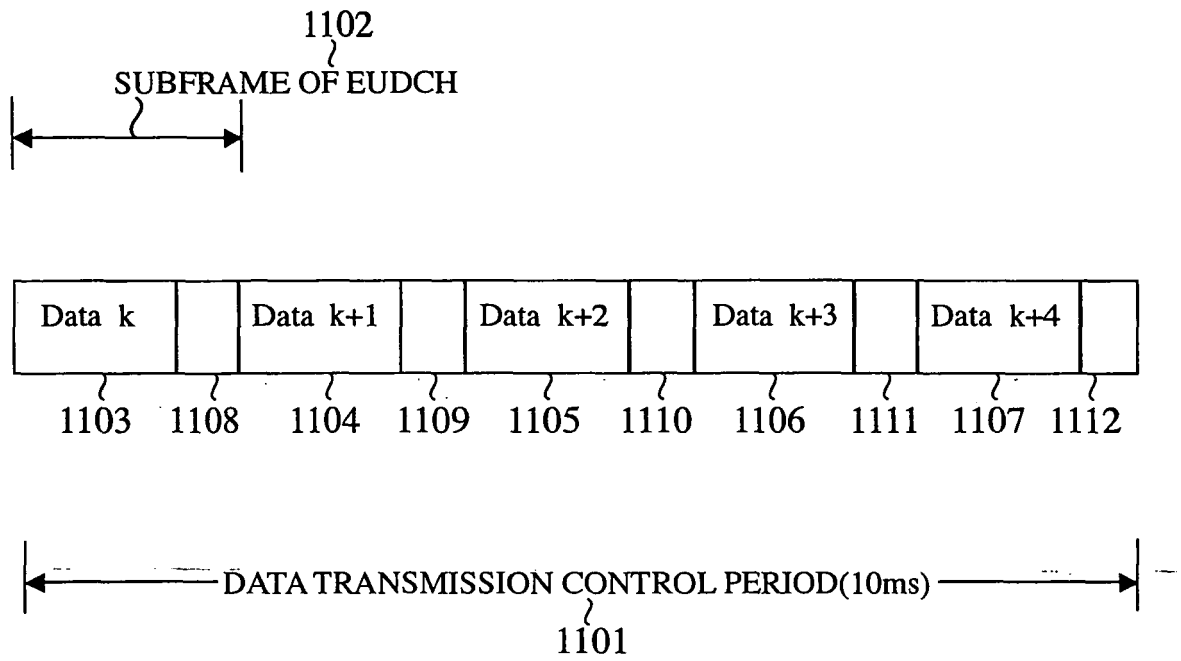 1102
SUBFRAME OF EUDCH
Data k
Data k+1
Data k+2
Data k+3
Data k+4
1103 1108 1104 1109 1105 1110 1106 1111 1107 1112
DATA TRANSMISSION CONTROL PERIOD(10ms)
1101